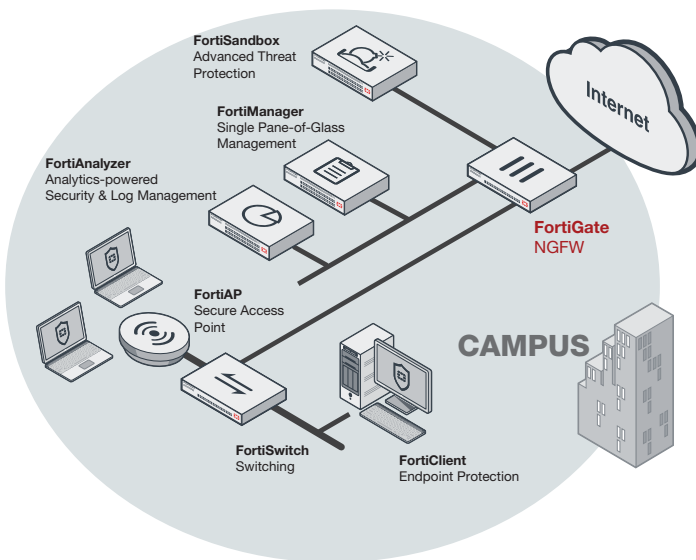 FortiSandbox
Advanced Threat
Protection
FortiManager
Single Pane-of-Glass
Management
FortiAnalyzer
Analytics-powered
Security & Log Management
Internet
FortiGate
NGFW
FortiAP
Secure Access
Point
CAMPUS
FortiSwitch
Switching
FortiClient
Endpoint Protection